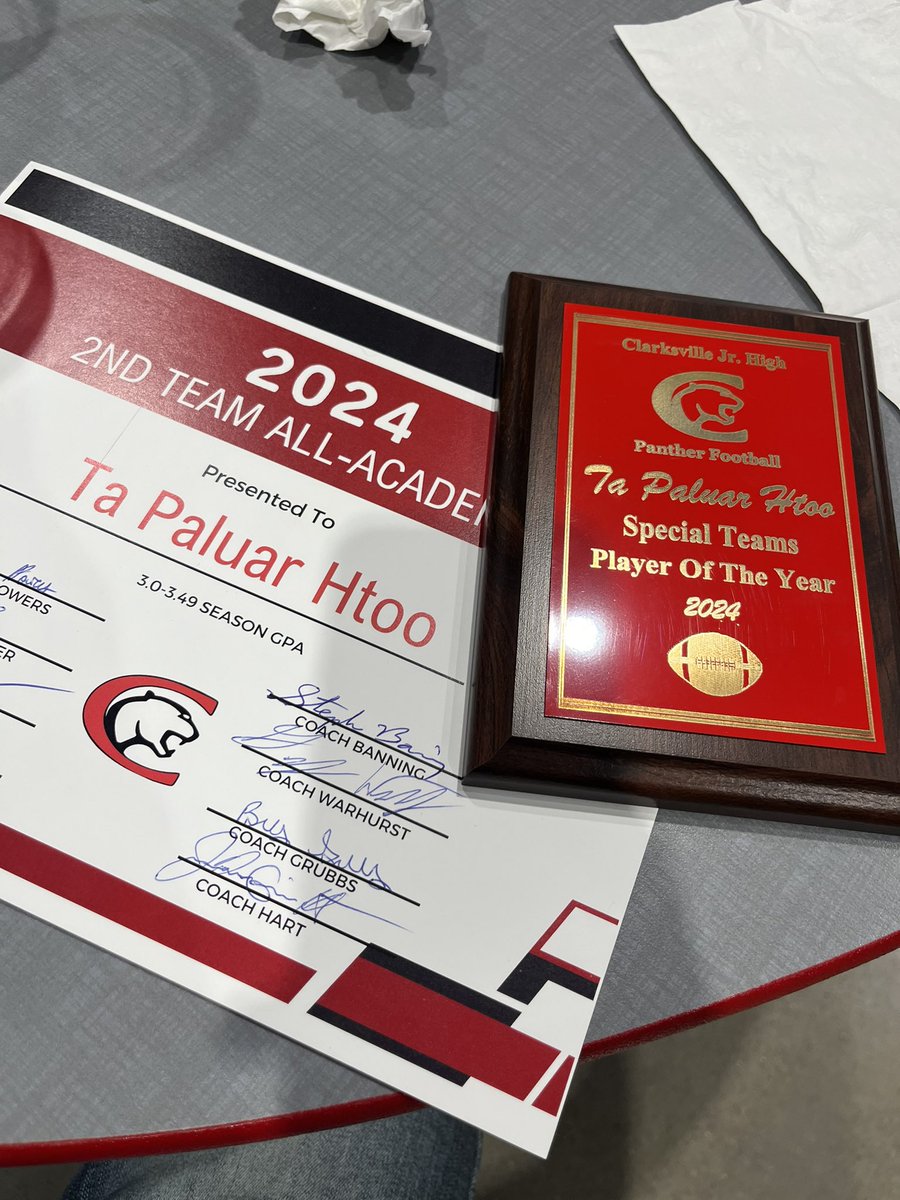 2024
2ND TEAM ALL-ACADE
Presented To
Ta Paluar Htoo
3.0-3.49 SEASON GPA
OWERS
ER
COACH BANNING
COACH WARHURST
COACH GRUBBS
COACH HART
Clarksville Jr. High
Panther Football
Ta Paluar Htoo
Special Teams
Player Of The Year
2024